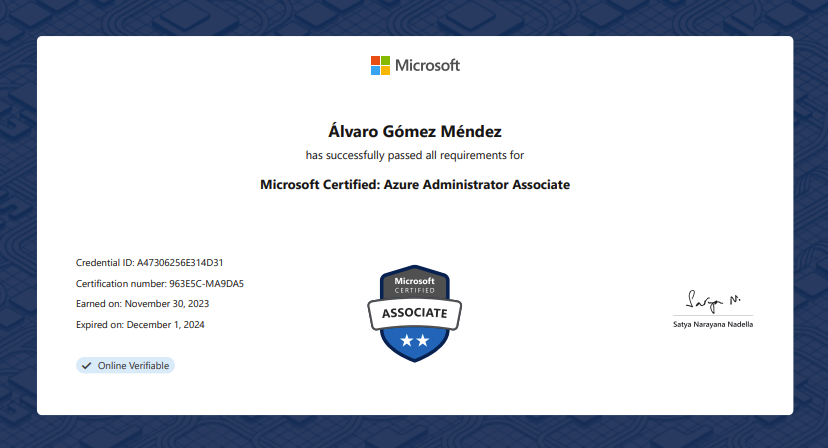 Microsoft
Álvaro Gómez Méndez
has successfully passed all requirements for
Microsoft Certified: Azure Administrator Associate
Credential ID: A47306256E314D31
Certification number: 963E5C-MA9DA5
Earned on: November 30, 2023
Expired on: December 1, 2024
Online Verifiable
Microsoft
CERTIFIED
ASSOCIATE
Satya N.
Satya Narayana Nadella